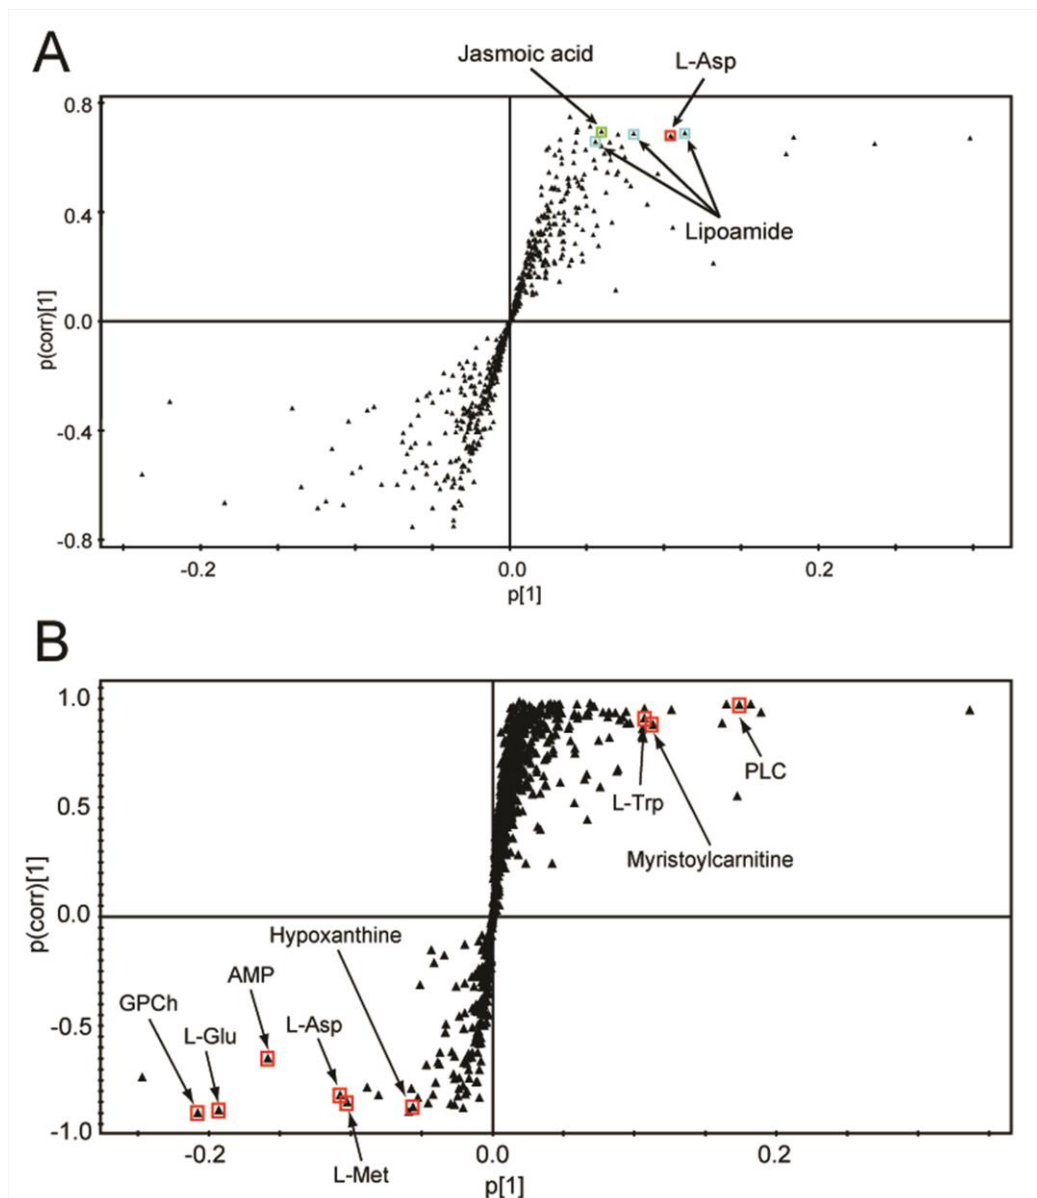 A
Jasmoic acid
L-Asp
0.8
0.4
Lipoamide
p(corr)[1]
0.0
-0.4
-0.8
-0.2
0.0
0.2
p[1]
B
1.0
PLC
L-Trp
0.5
Myristoylcarnitine
p(corr)[1]
0.0
Hypoxanthine
AMP
GPCh
L-Glu
L-Asp
-0.5
-1.0
-0.2
0.0
0.2
L-Met
p[1]